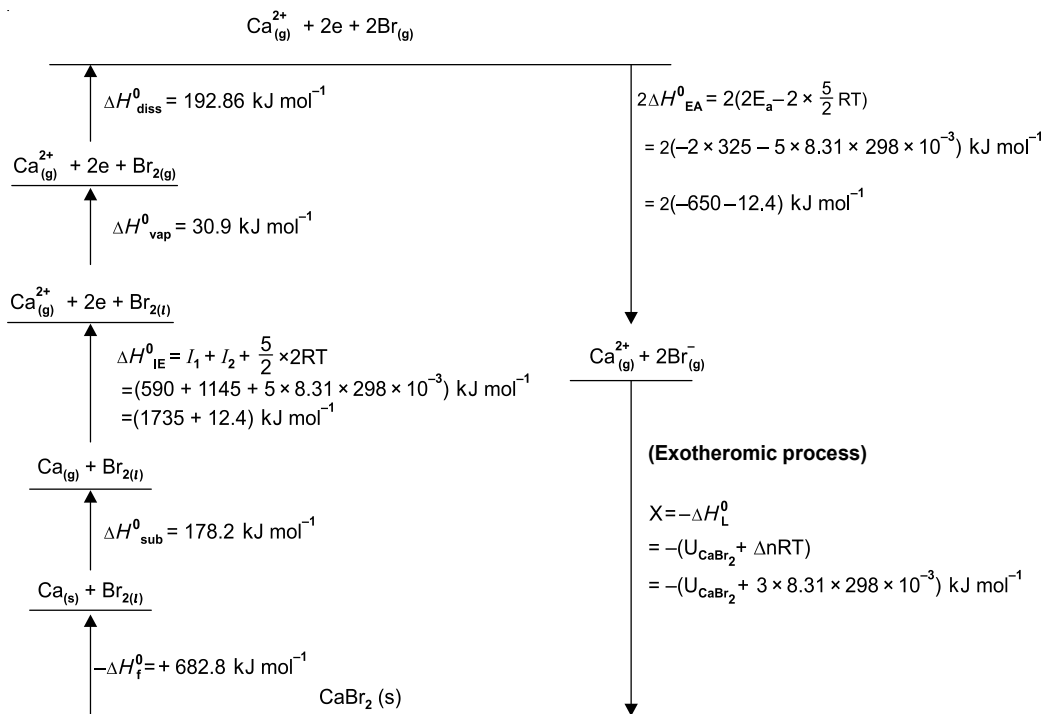 Ca²⁺(g) + 2e + 2Br(g)
ΔH⁰diss = 192.86 kJ mol⁻¹
Ca²⁺(g) + 2e + Br2(g)
ΔH⁰vap = 30.9 kJ mol⁻¹
Ca²⁺(g) + 2e + Br2(l)
ΔH⁰IE = I₁ + I₂ + 5/2 ×2RT
=(590 + 1145 + 5 × 8.31 × 298 × 10⁻³) kJ mol⁻¹
=(1735 + 12.4) kJ mol⁻¹
Ca(g) + Br2(l)
ΔH⁰sub = 178.2 kJ mol⁻¹
Ca(s) + Br2(l)
−ΔH⁰f = + 682.8 kJ mol⁻¹
CaBr₂ (s)
2ΔH⁰EA = 2(2Eₐ − 2 × 5/2 RT)
= 2(−2 × 325 − 5 × 8.31 × 298 × 10⁻³) kJ mol⁻¹
= 2(−650−12.4) kJ mol⁻¹
Ca²⁺(g) + 2Br⁻(g)
(Exotheromic process)
X = −ΔH⁰L
= −(U CaBr₂ + ΔnRT)
= −(U CaBr₂ + 3 × 8.31 × 298 × 10⁻³) kJ mol⁻¹